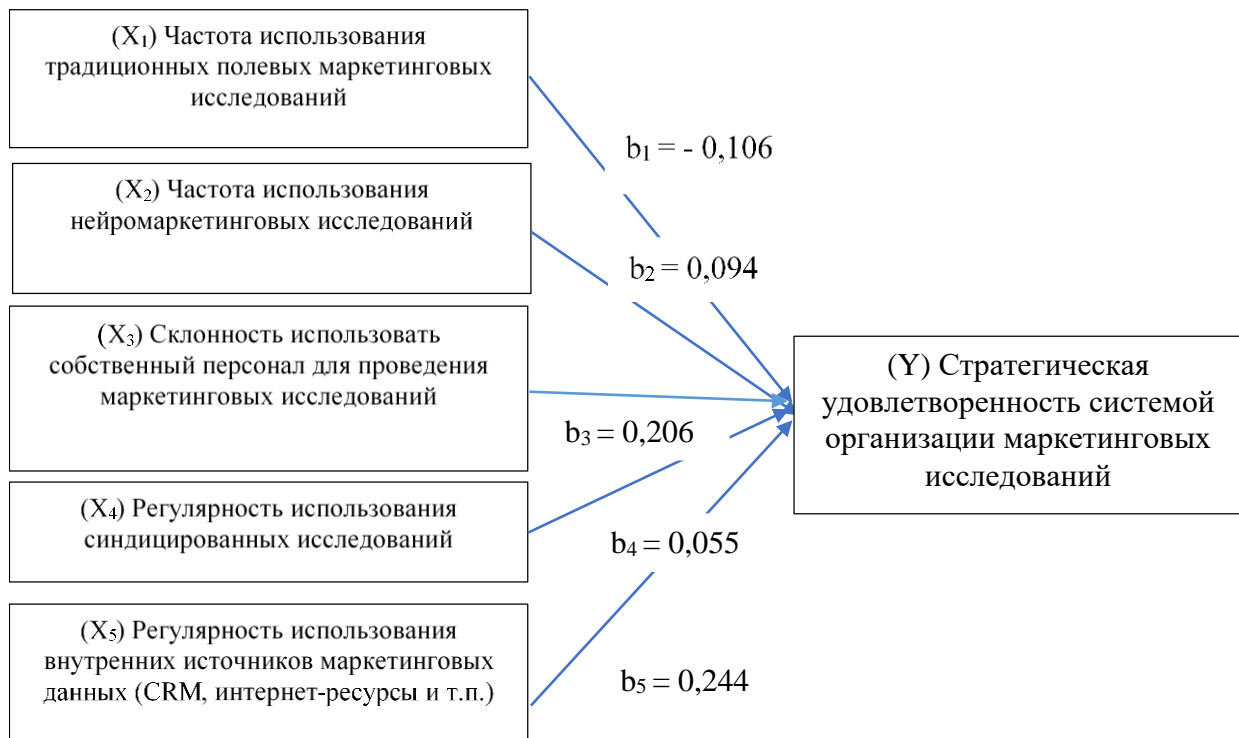 (X₁) Частота использования
традиционных полевых маркетинговых
исследований
b₁ = - 0,106
(X₂) Частота использования
нейромаркетинговых исследований
b₂ = 0,094
(X₃) Склонность использовать
собственный персонал для проведения
маркетинговых исследований
b₃ = 0,206
(X₄) Регулярность использования
синдицированных исследований
b₄ = 0,055
(X₅) Регулярность использования
внутренних источников маркетинговых
данных (CRM, интернет-ресурсы и т.п.)
b₅ = 0,244
(Y) Стратегическая
удовлетворенность системой
организации маркетинговых
исследований